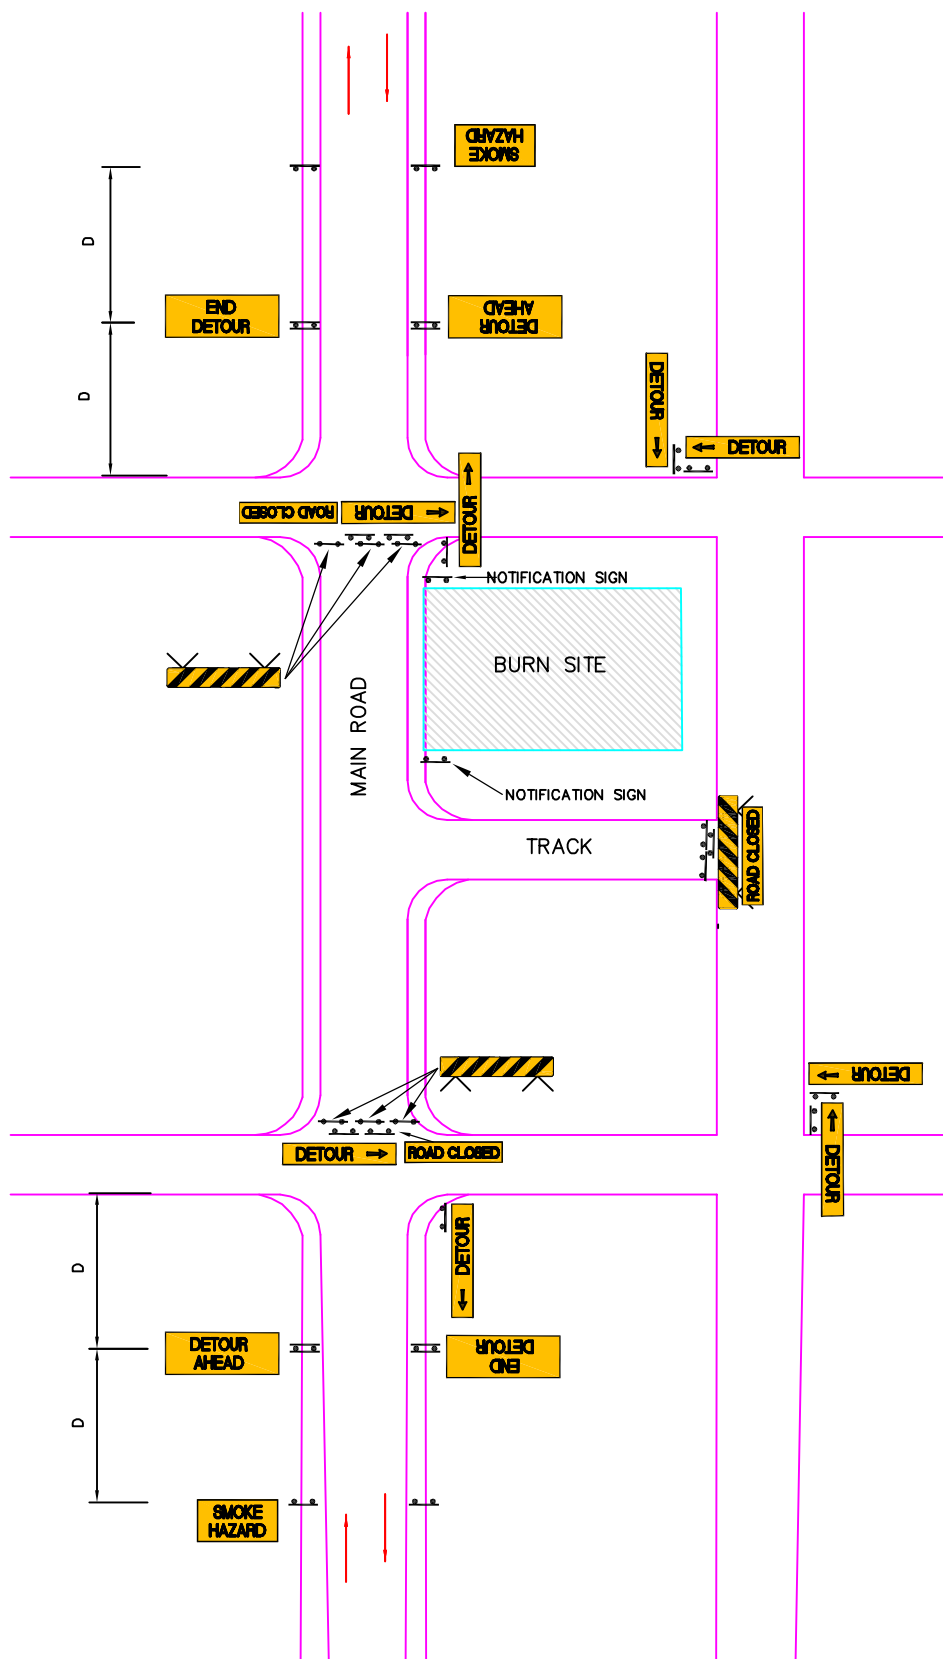 SMOKE
HAZARD
D
END
DETOUR
DETOUR
AHEAD
D
DETOUR
DETOUR
DETOUR
ROAD CLOSED
DETOUR
NOTIFICATION SIGN
BURN SITE
MAIN ROAD
NOTIFICATION SIGN
TRACK
ROAD CLOSED
DETOUR
DETOUR
DETOUR
ROAD CLOSED
DETOUR
D
DETOUR
AHEAD
END
DETOUR
D
SMOKE
HAZARD